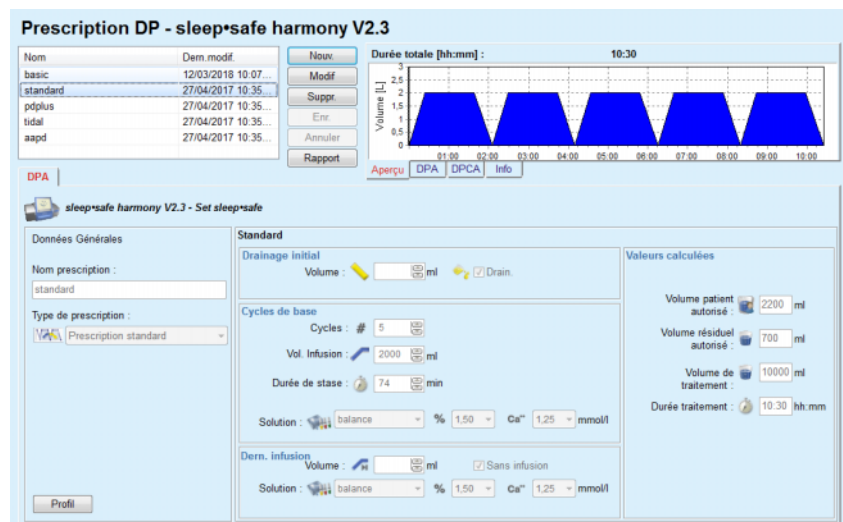 Prescription DP - sleep•safe harmony V2.3
Nom Dern.modif.
basic 12/03/2018 10:07...
standard 27/04/2017 10:35...
pdplus 27/04/2017 10:35...
tidal 27/04/2017 10:35...
aapd 27/04/2017 10:35...
Nouv.
Modif
Suppr.
Enr.
Annuler
Rapport
Durée totale [hh:mm] : 10:30
Volume [L]
3
2,5
2
1,5
1
0,5
0
01:00 02:00 03:00 04:00 05:00 06:00 07:00 08:00 09:00 10:00
Aperçu DPA DPCA Info
DPA
sleep•safe harmony V2.3 - Set sleep•safe
Données Générales
Nom prescription :
standard
Type de prescription :
Prescription standard
Profil
Standard
Drainage initial
Volume : ml Drain.
Cycles de base
Cycles : # 5
Vol. Infusion : 2000 ml
Durée de stase : 74 min
Solution : balance % 1,50 Ca⁺⁺ 1,25 mmol/l
Dern. infusion
Volume : ml Sans infusion
Solution : balance % 1,50 Ca⁺⁺ 1,25 mmol/l
Valeurs calculées
Volume patient
autorisé : 2200 ml
Volume résiduel
autorisé : 700 ml
Volume de
traitement : 10000 ml
Durée traitement : 10:30 hh:mm